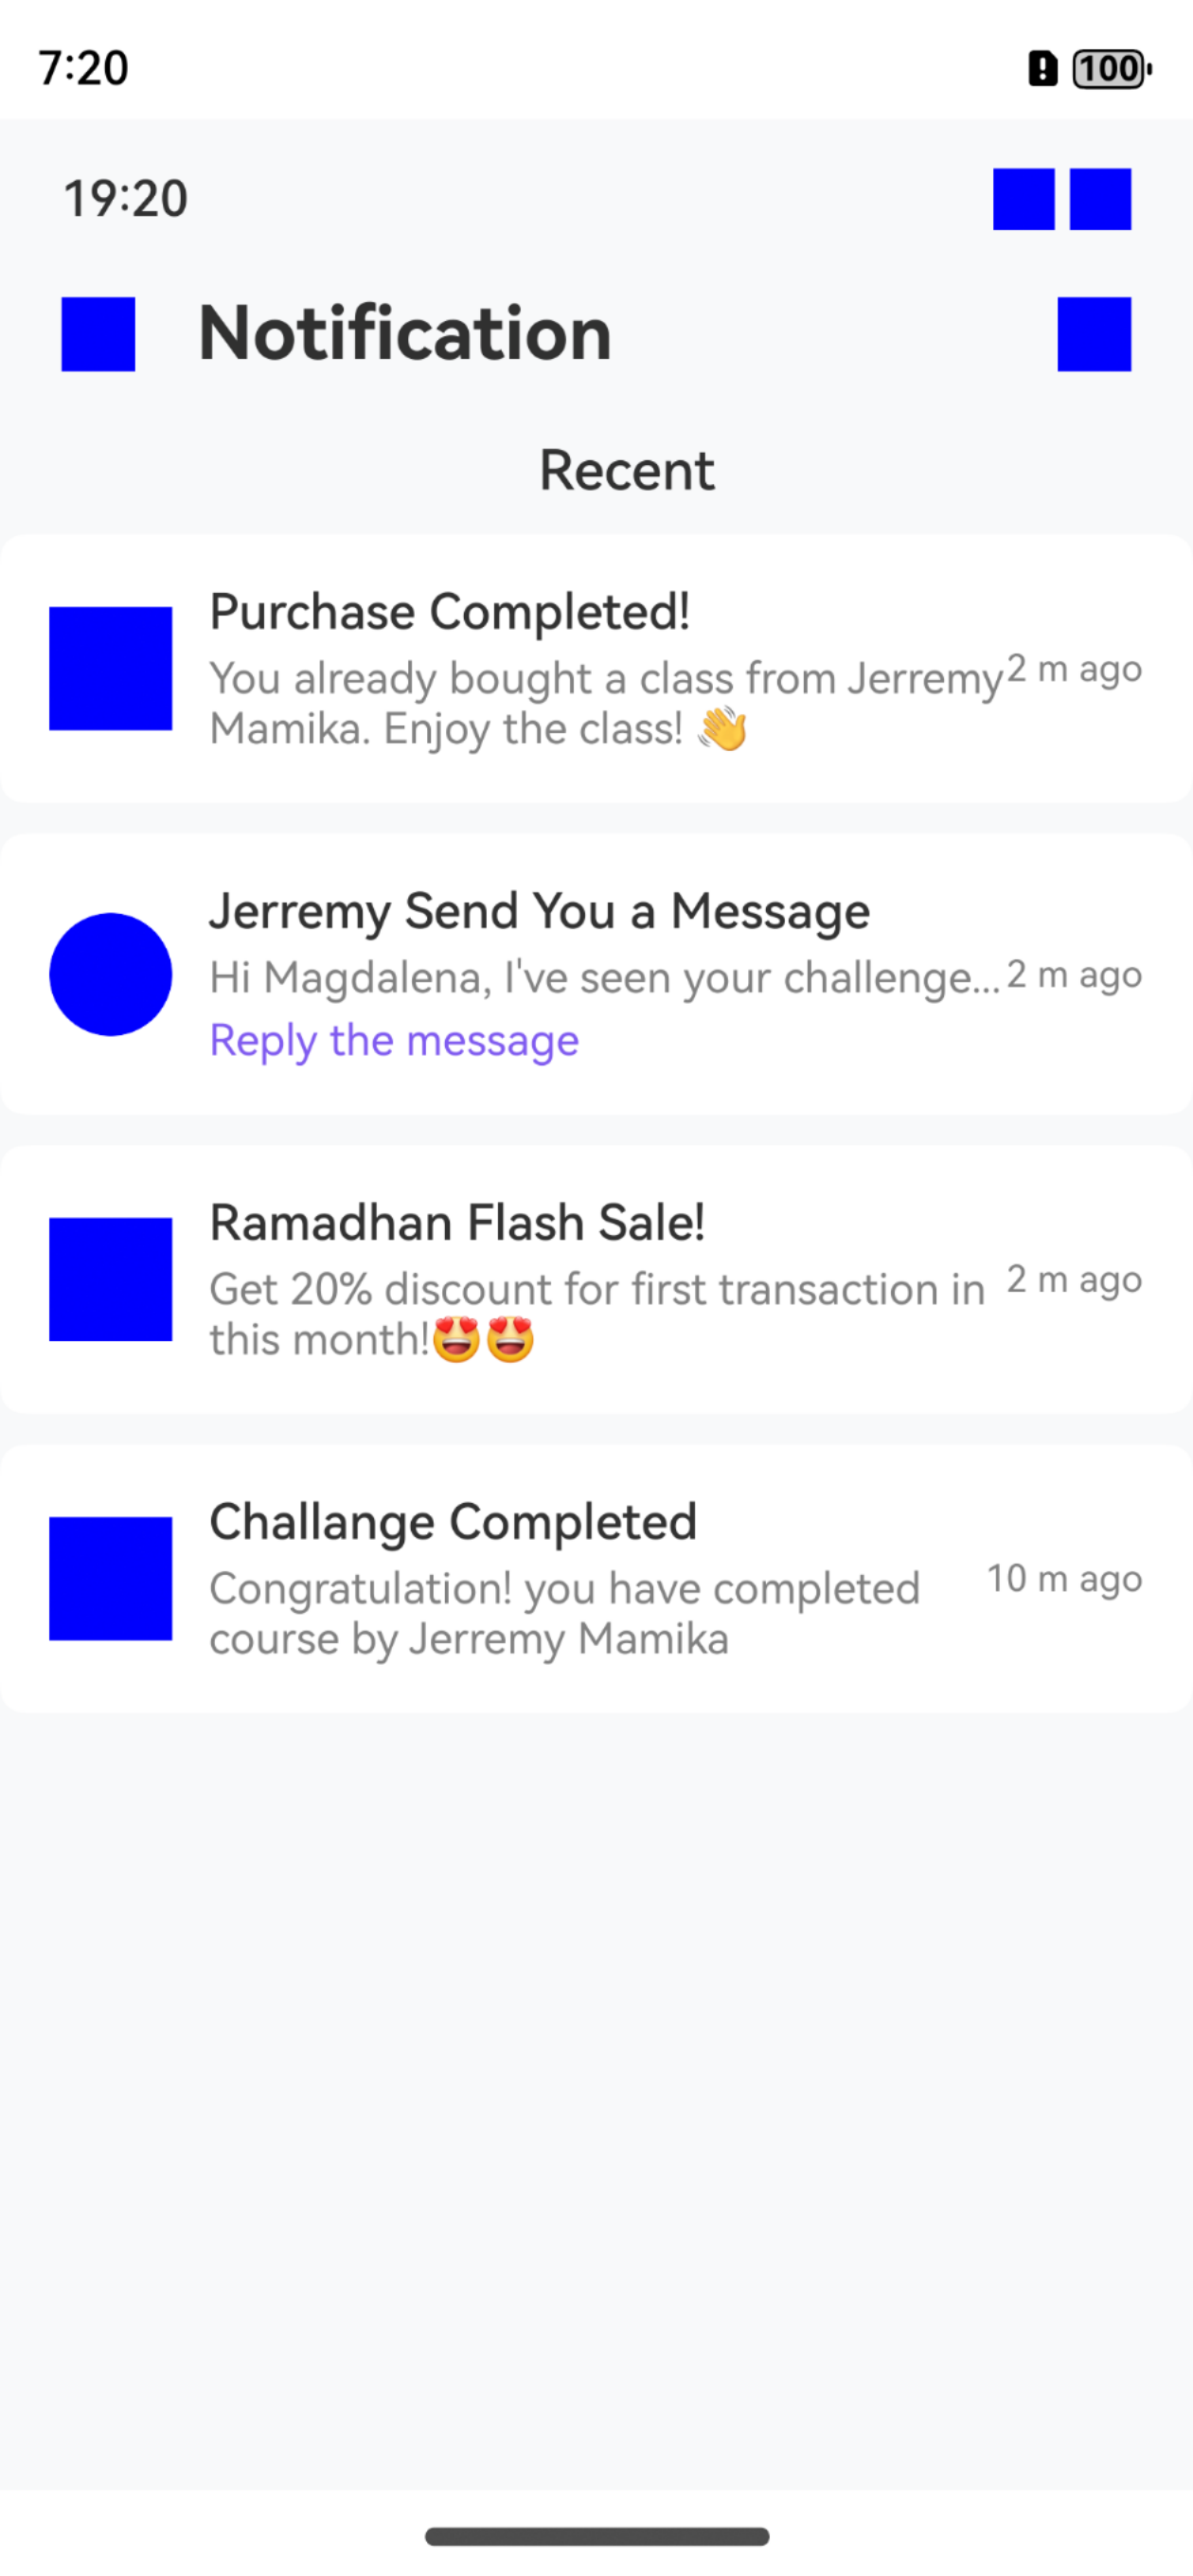 7:20
100
19:20
Notification
Recent
Purchase Completed!
You already bought a class from Jerremy
Mamika. Enjoy the class! 👋
2 m ago
Jerremy Send You a Message
Hi Magdalena, I've seen your challenge...
2 m ago
Reply the message
Ramadhan Flash Sale!
Get 20% discount for first transaction in
this month!😍😍
2 m ago
Challange Completed
Congratulation! you have completed
course by Jerremy Mamika
10 m ago